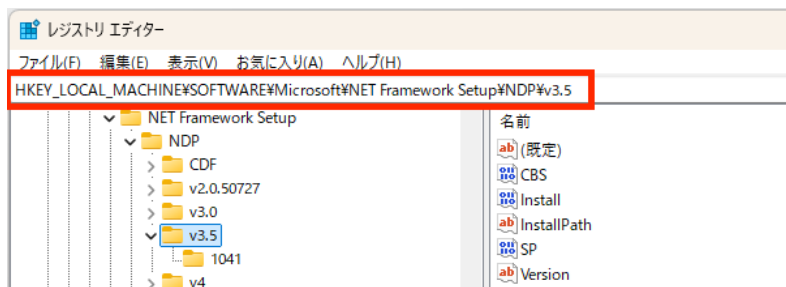 レジストリ エディター
ファイル(F) 編集(E) 表示(V) お気に入り(A) ヘルプ(H)
HKEY_LOCAL_MACHINE¥SOFTWARE¥Microsoft¥NET Framework Setup¥NDP¥v3.5
NET Framework Setup
NDP
CDF
v2.0.50727
v3.0
v3.5
1041
v4
名前
(既定)
CBS
Install
InstallPath
SP
Version